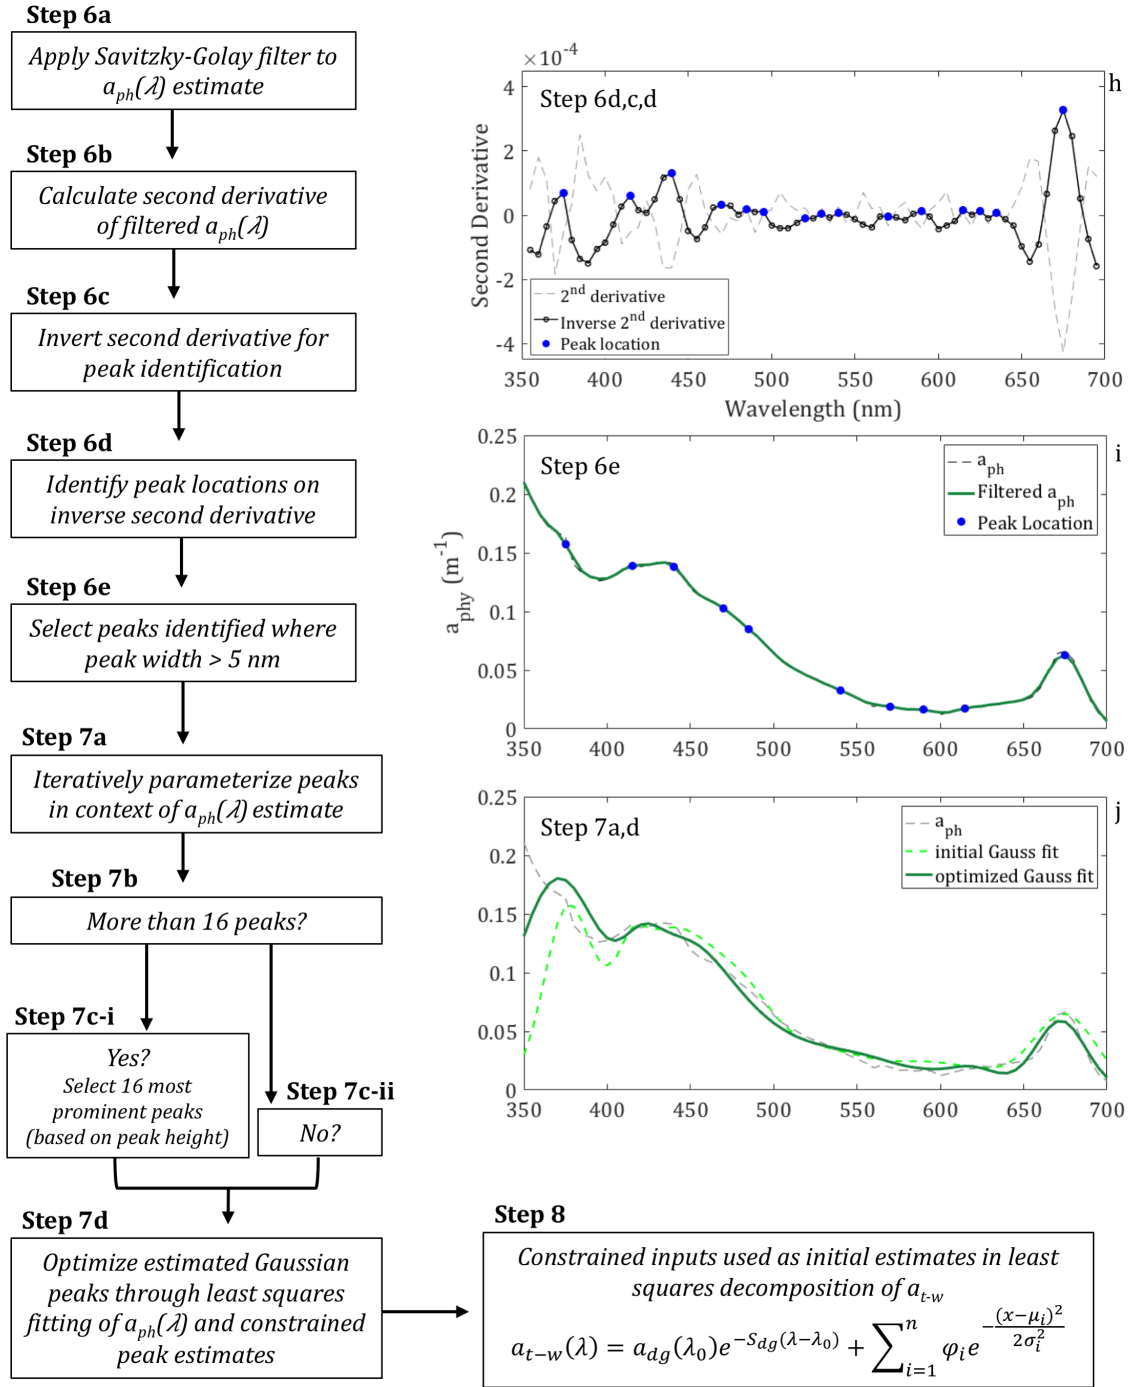 Step 6a
Apply Savitzky-Golay filter to
aph(λ) estimate
Step 6b
Calculate second derivative
of filtered aph(λ)
Step 6c
Invert second derivative for
peak identification
Step 6d
Identify peak locations on
inverse second derivative
Step 6e
Select peaks identified where
peak width > 5 nm
Step 7a
Iteratively parameterize peaks
in context of aph(λ) estimate
Step 7b
More than 16 peaks?
Step 7c-i
Yes?
Select 16 most
prominent peaks
(based on peak height)
Step 7c-ii
No?
Step 7d
Optimize estimated Gaussian
peaks through least squares
fitting of aph(λ) and constrained
peak estimates
×10^-4
h
Step 6d,c,d
4
2
0
-2
-4
Second Derivative
2nd derivative
Inverse 2nd derivative
Peak location
350 400 450 500 550 600 650 700
Wavelength (nm)
i
Step 6e
0.25
0.2
0.15
0.1
0.05
0
aphy (m^-1)
aph
Filtered aph
Peak Location
350 400 450 500 550 600 650 700
j
Step 7a,d
0.25
0.2
0.15
0.1
0.05
0
aph
initial Gauss fit
optimized Gauss fit
350 400 450 500 550 600 650 700
Step 8
Constrained inputs used as initial estimates in least
squares decomposition of at-w
at−w(λ) = adg(λ0)e^−Sdg(λ−λ0) + ∑_{i=1}^{n} φi e^−(x−μi)²/2σi²